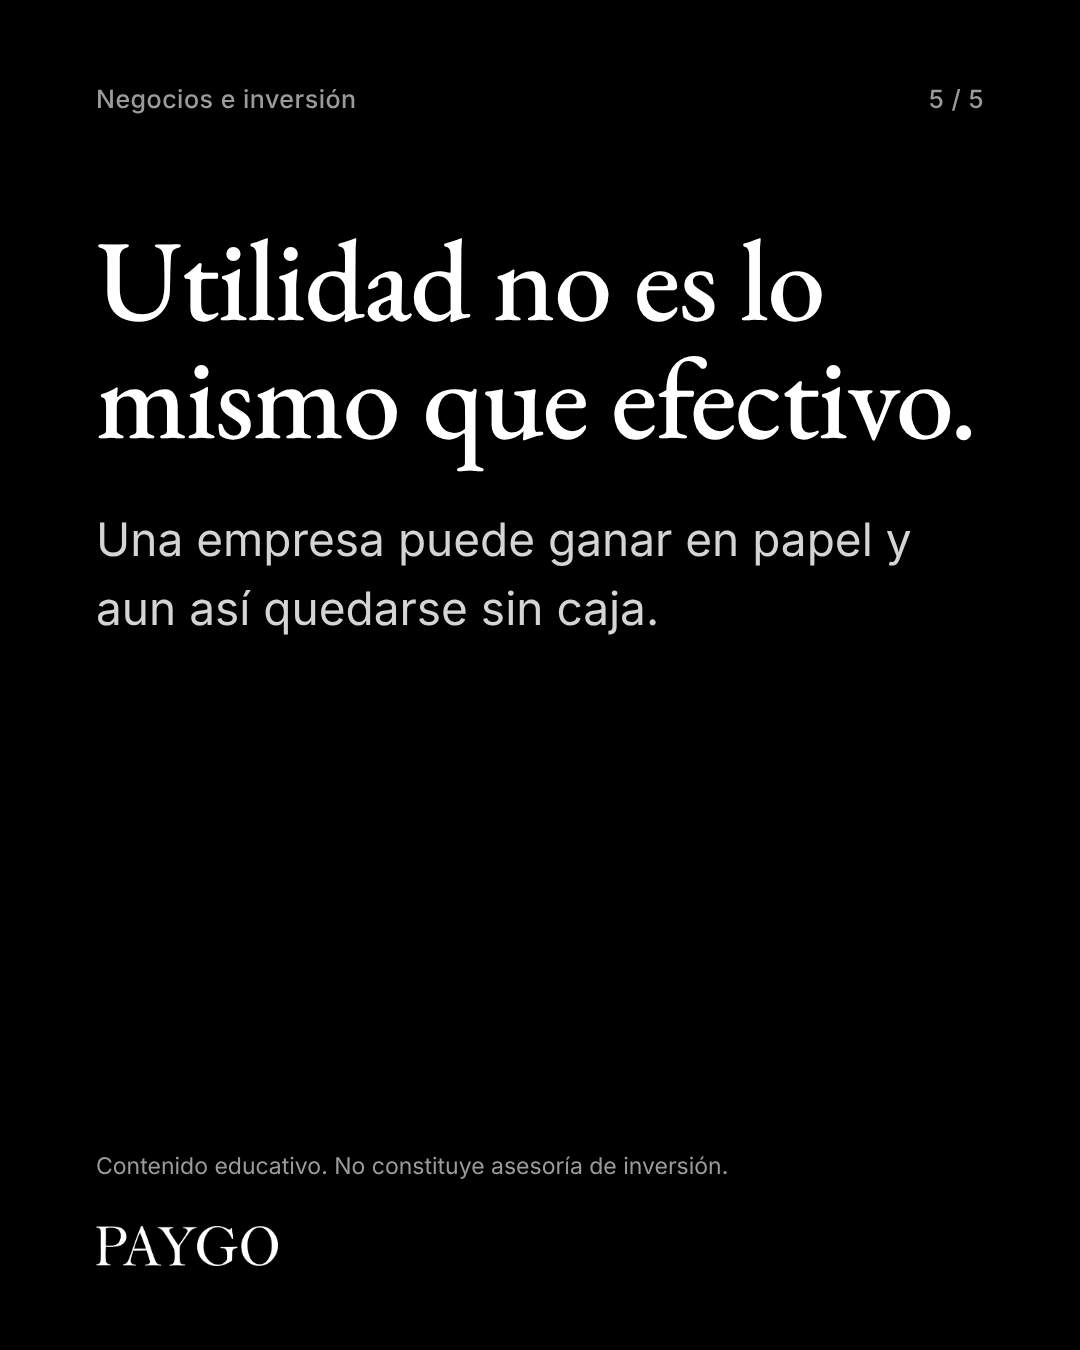 Negocios e inversión
5 / 5
Utilidad no es lo
mismo que efectivo.
Una empresa puede ganar en papel y
aun así quedarse sin caja.
Contenido educativo. No constituye asesoría de inversión.
PAYGO